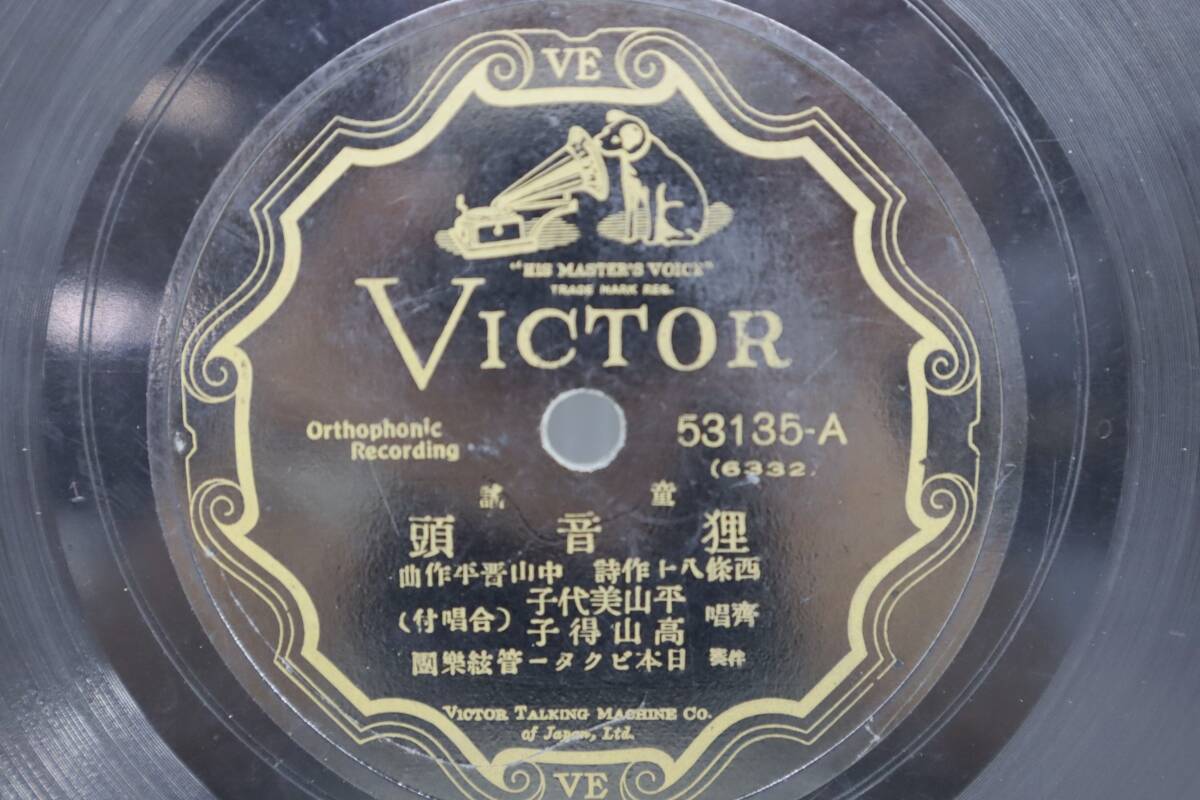 VE
"HIS MASTER'S VOICE"
TRADE MARK REG.
VICTOR
Orthophonic
Recording
53135-A
(6332)
童謠
狸音頭
西條八十作詩 中山晋平作曲
齊唱
平山美代子
高山得子
(合唱付)
伴奏 日本ビクター管絃樂團
VICTOR TALKING MACHINE CO.
of Japan, Ltd.
VE